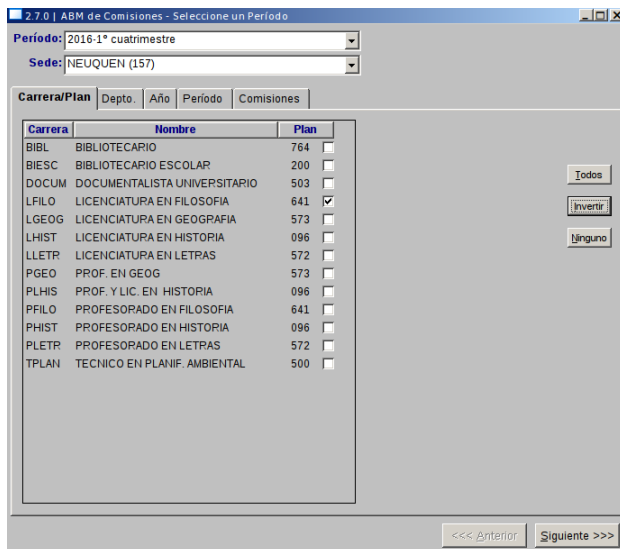 2.7.0 | ABM de Comisiones - Seleccione un Período
Período: 2016-1° cuatrimestre
Sede: NEUQUEN (157)
Carrera/Plan Depto. Año Período Comisiones
Carrera Nombre Plan
BIBL BIBLIOTECARIO 764
BIESC BIBLIOTECARIO ESCOLAR 200
DOCUM DOCUMENTALISTA UNIVERSITARIO 503
LFILO LICENCIATURA EN FILOSOFIA 641
LGEOG LICENCIATURA EN GEOGRAFIA 573
LHIST LICENCIATURA EN HISTORIA 096
LLETR LICENCIATURA EN LETRAS 572
PGEO PROF. EN GEOG 573
PLHIS PROF. Y LIC. EN HISTORIA 096
PFILO PROFESORADO EN FILOSOFIA 641
PHIST PROFESORADO EN HISTORIA 096
PLETR PROFESORADO EN LETRAS 572
TPLAN TECNICO EN PLANIF. AMBIENTAL 500
Todos
Invertir
Ninguno
<<< Anterior Siguiente >>>